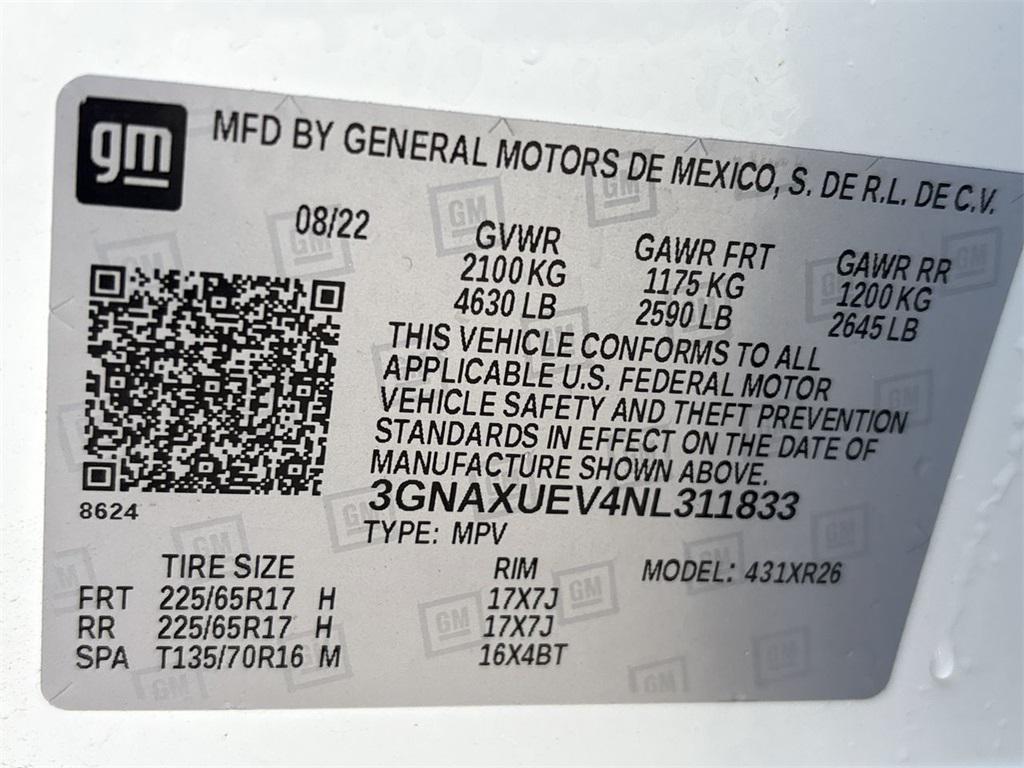 gm
MFD BY GENERAL MOTORS DE MEXICO, S. DE R.L. DE C.V.
08/22
GVWR GAWR FRT GAWR RR
2100 KG 1175 KG 1200 KG
4630 LB 2590 LB 2645 LB
THIS VEHICLE CONFORMS TO ALL
APPLICABLE U.S. FEDERAL MOTOR
VEHICLE SAFETY AND THEFT PREVENTION
STANDARDS IN EFFECT ON THE DATE OF
MANUFACTURE SHOWN ABOVE.
3GNAXUEV4NL311833
8624
TYPE: MPV
TIRE SIZE RIM MODEL: 431XR26
FRT 225/65R17 H 17X7J
RR 225/65R17 H 17X7J
SPA T135/70R16 M 16X4BT